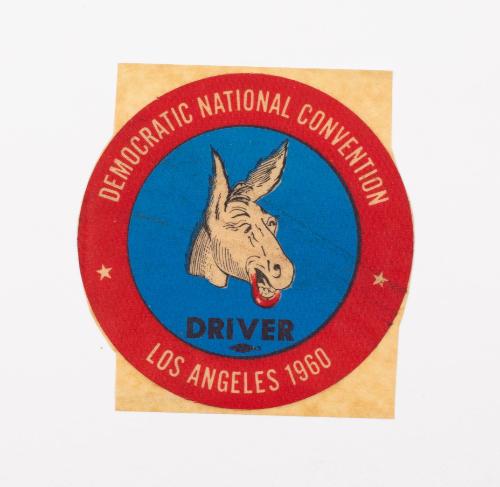 DEMOCRATIC NATIONAL CONVENTION
DRIVER
LOS ANGELES 1960